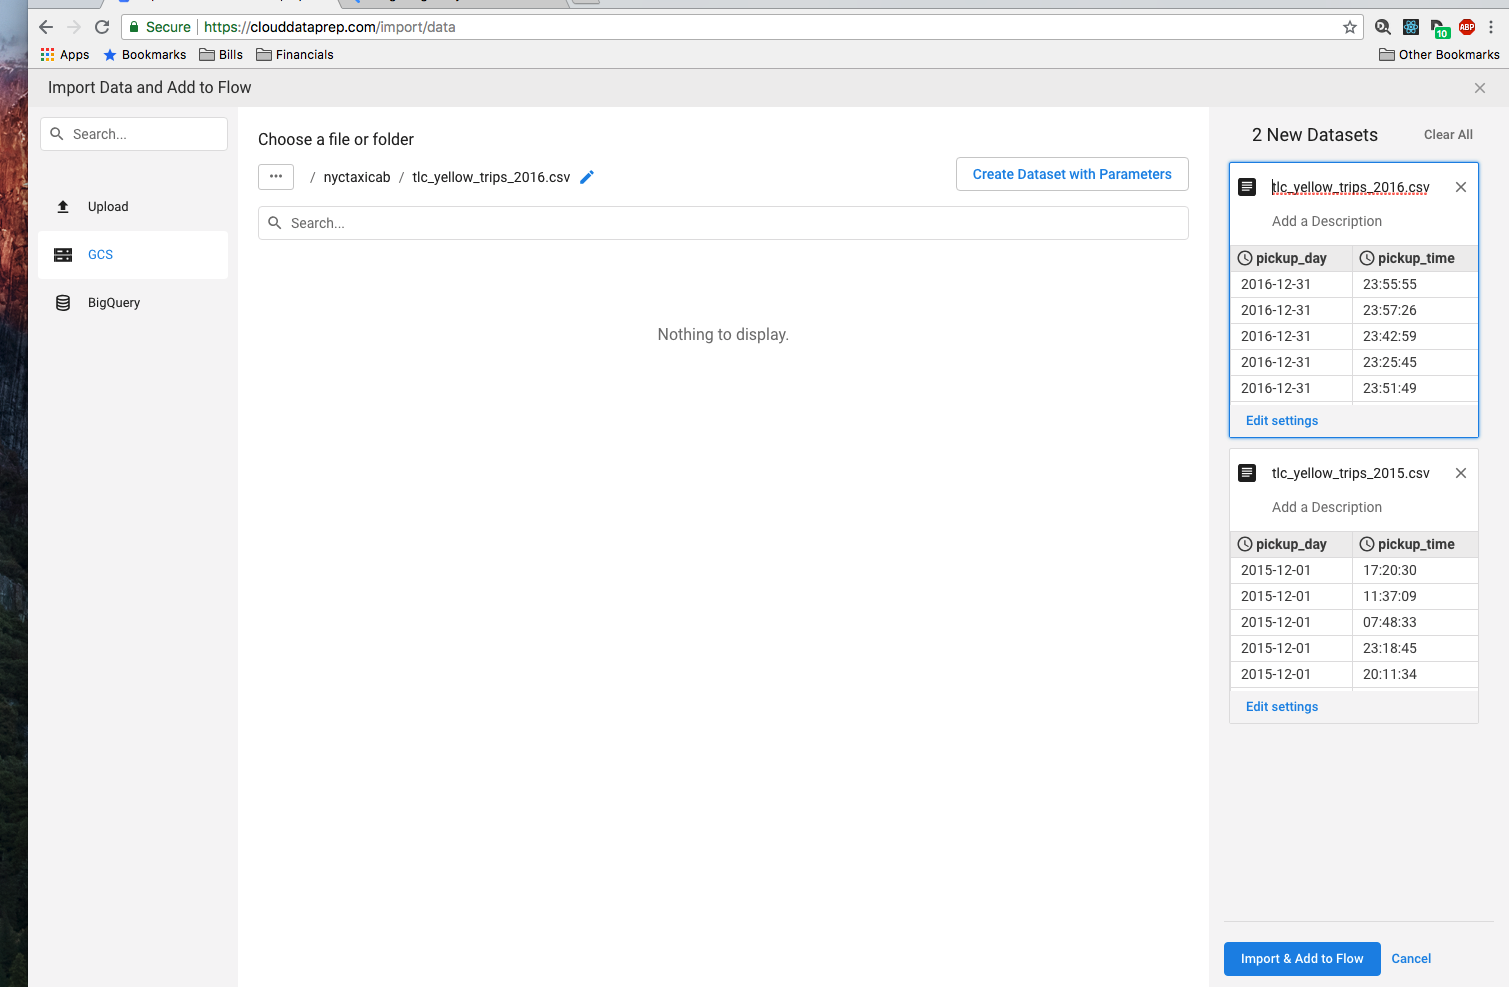 Secure https://clouddataprep.com/import/data
10
ABP
Apps Bookmarks Bills Financials Other Bookmarks
Import Data and Add to Flow
Search...
Upload
GCS
BigQuery
Choose a file or folder
... / nyctaxicab / tlc_yellow_trips_2016.csv
Create Dataset with Parameters
Search...
Nothing to display.
2 New Datasets Clear All
tlc_yellow_trips_2016.csv
Add a Description
pickup_day pickup_time
2016-12-31 23:55:55
2016-12-31 23:57:26
2016-12-31 23:42:59
2016-12-31 23:25:45
2016-12-31 23:51:49
Edit settings
tlc_yellow_trips_2015.csv
Add a Description
pickup_day pickup_time
2015-12-01 17:20:30
2015-12-01 11:37:09
2015-12-01 07:48:33
2015-12-01 23:18:45
2015-12-01 20:11:34
Edit settings
Import & Add to Flow Cancel